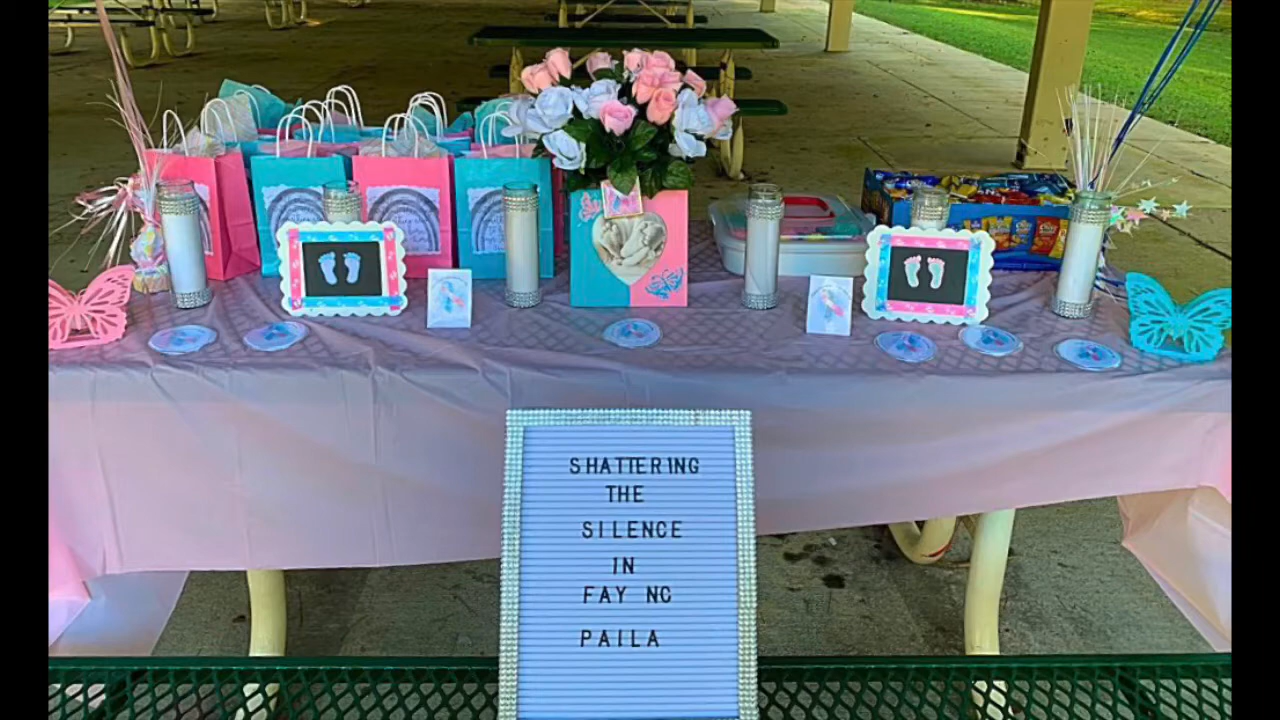 SHATTERING
THE
SILENCE
IN
FAY NC
PAILA